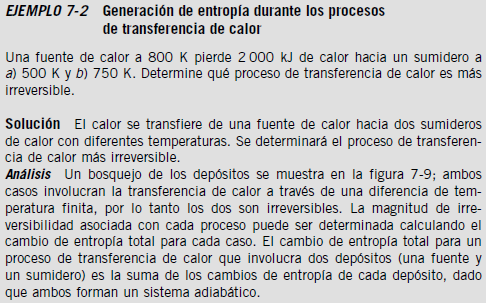 EJEMPLO 7-2 Generación de entropía durante los procesos
de transferencia de calor
Una fuente de calor a 800 K pierde 2 000 kJ de calor hacia un sumidero a
a) 500 K y b) 750 K. Determine qué proceso de transferencia de calor es más
irreversible.
Solución El calor se transfiere de una fuente de calor hacia dos sumideros
de calor con diferentes temperaturas. Se determinará el proceso de transferen-
cia de calor más irreversible.
Análisis Un bosquejo de los depósitos se muestra en la figura 7-9; ambos
casos involucran la transferencia de calor a través de una diferencia de tem-
peratura finita, por lo tanto los dos son irreversibles. La magnitud de irre-
versibilidad asociada con cada proceso puede ser determinada calculando el
cambio de entropía total para cada caso. El cambio de entropía total para un
proceso de transferencia de calor que involucra dos depósitos (una fuente y
un sumidero) es la suma de los cambios de entropía de cada depósito, dado
que ambos forman un sistema adiabático.